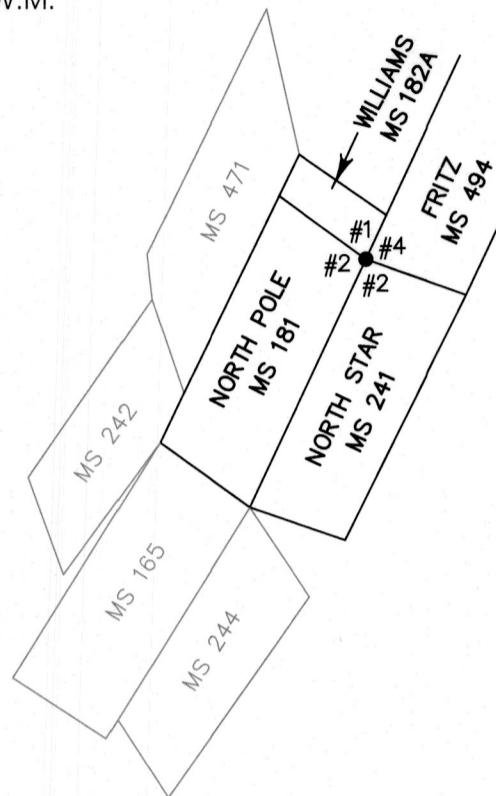 W.M.
WILLIAMS
MS 182A
MS 471
FRITZ
MS 494
#1
#4
#2
#2
NORTH POLE
MS 181
NORTH STAR
MS 241
MS 242
MS 165
MS 244